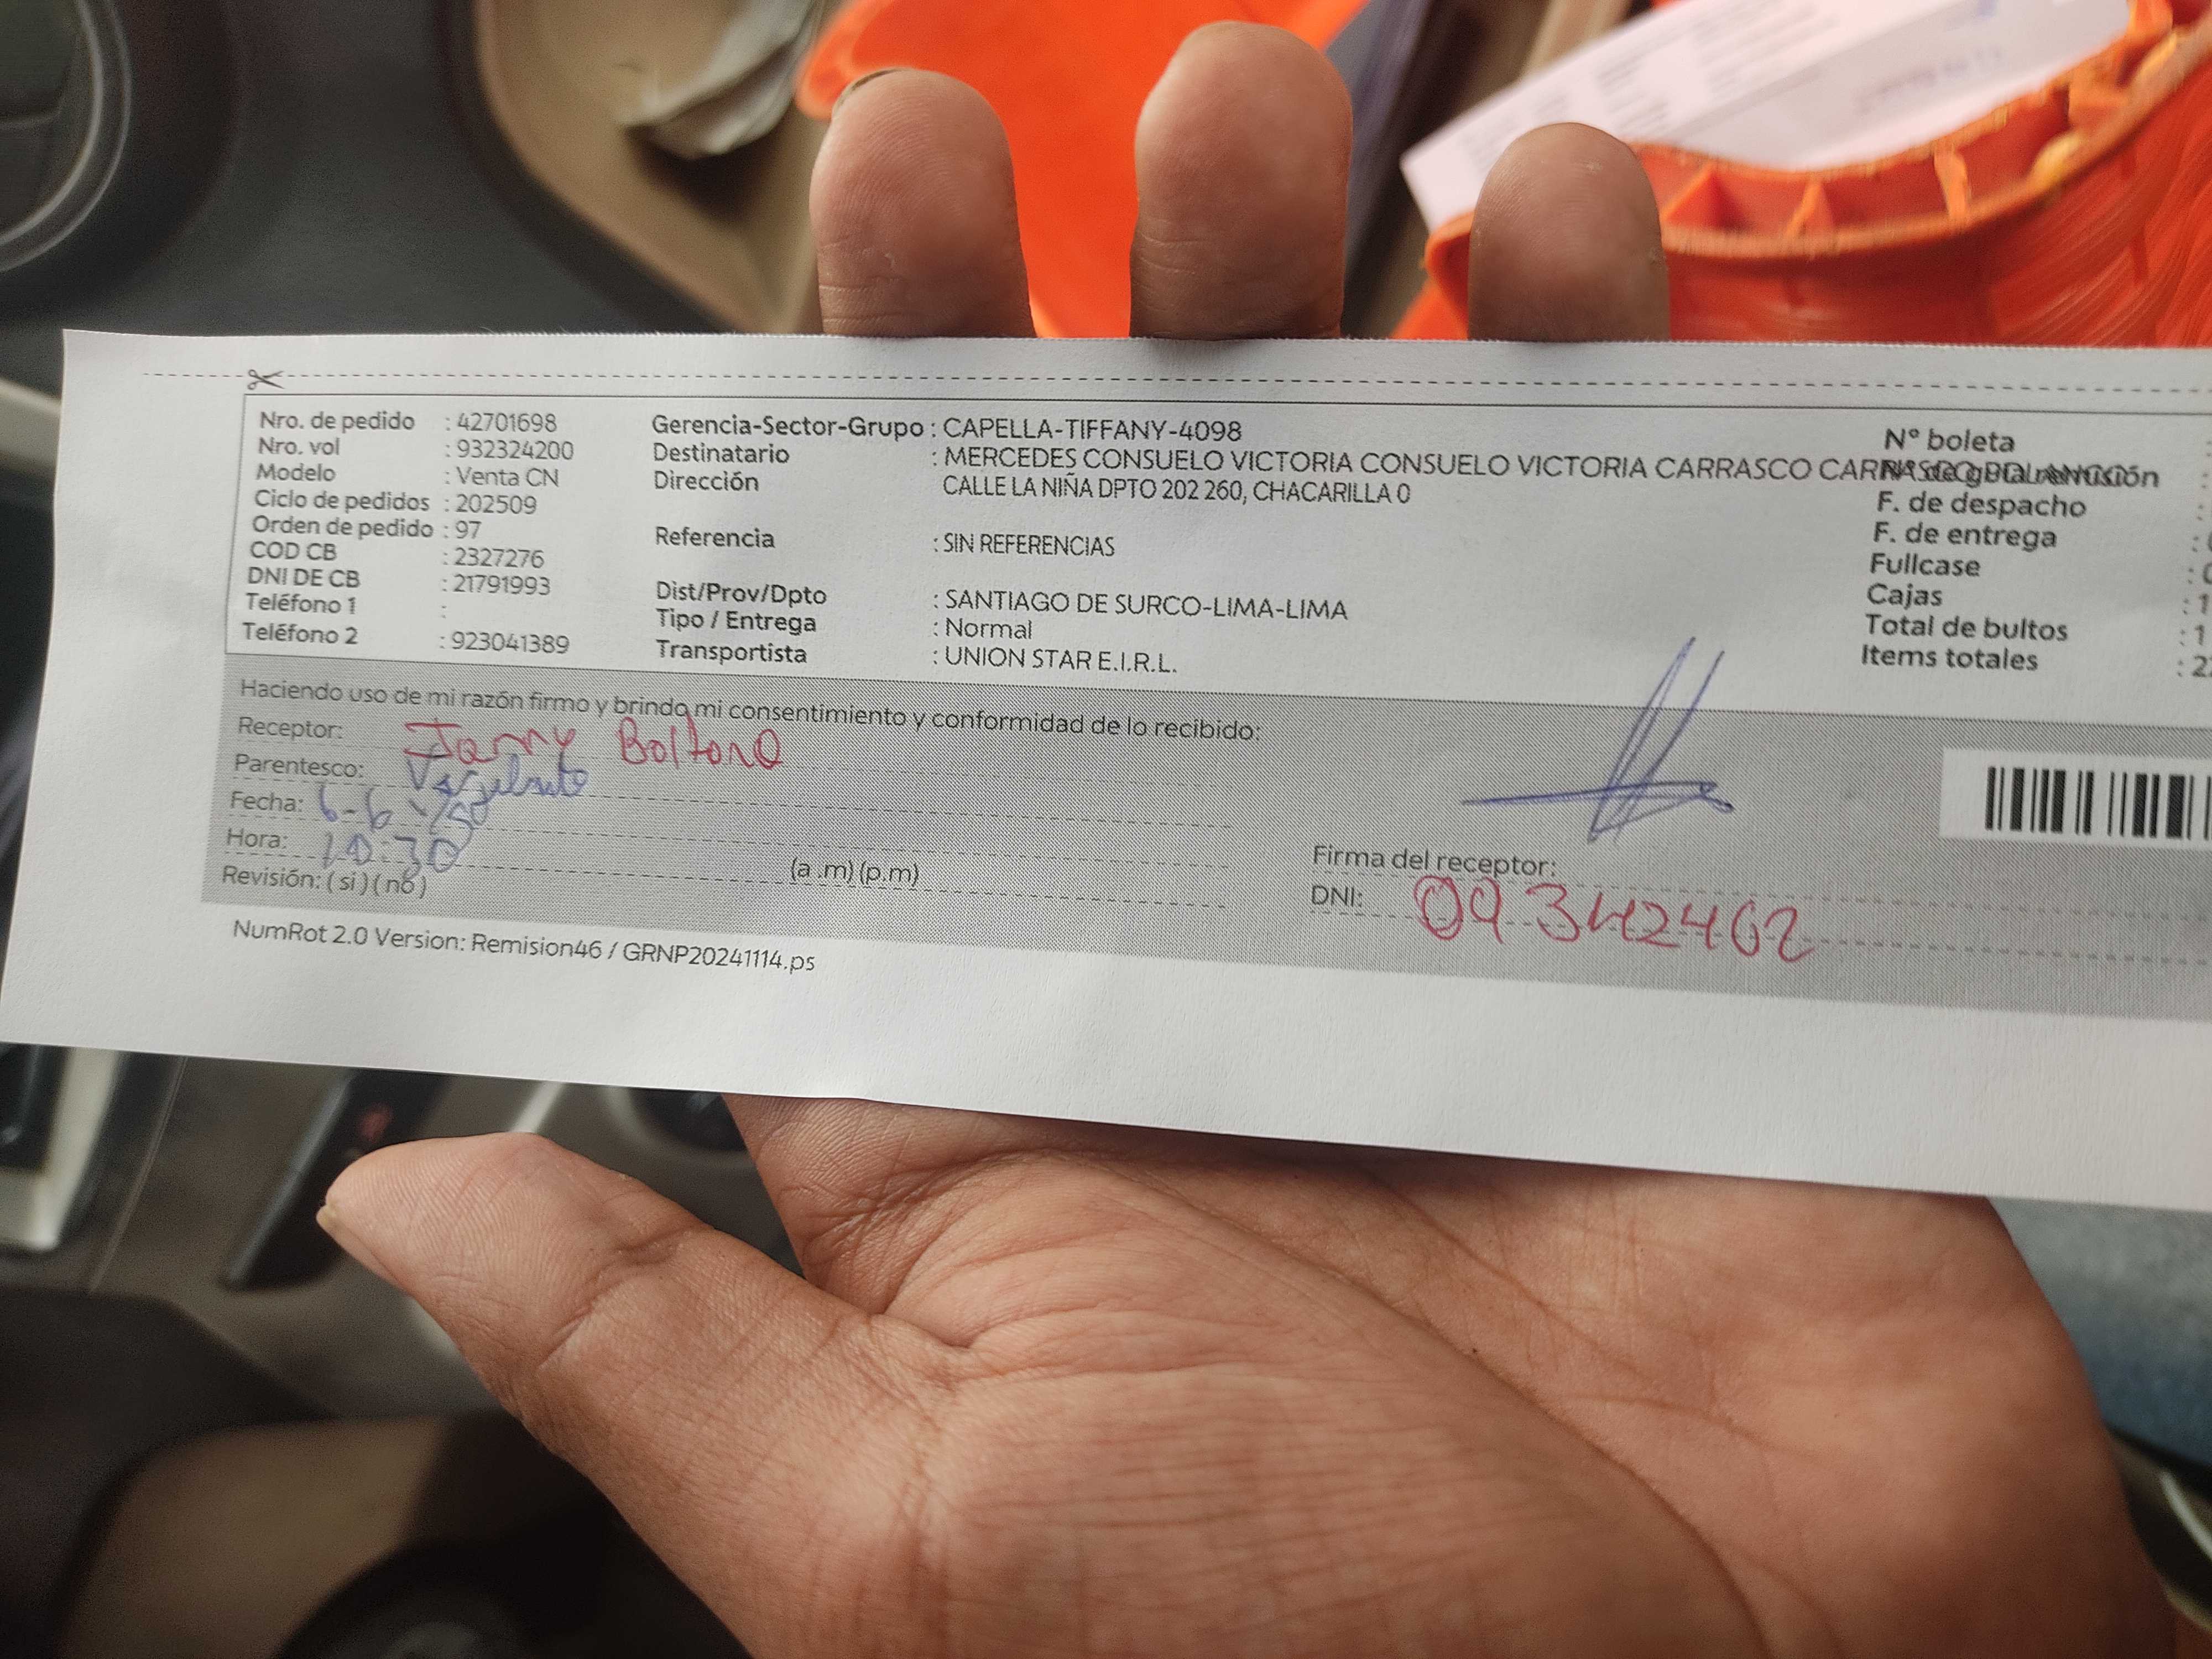 Nro. de pedido : 42701698
Nro. vol : 932324200
Modelo : Venta CN
Ciclo de pedidos : 202509
Orden de pedido : 97
COD CB : 2327276
DNI DE CB : 21791993
Teléfono 1 :
Teléfono 2 : 923041389
Gerencia-Sector-Grupo : CAPELLA-TIFFANY-4098
Destinatario : MERCEDES CONSUELO VICTORIA CONSUELO VICTORIA CARRASCO
Dirección CALLE LA NIÑA DPTO 202 260, CHACARILLA 0
Referencia : SIN REFERENCIAS
Dist/Prov/Dpto : SANTIAGO DE SURCO-LIMA-LIMA
Tipo / Entrega : Normal
Transportista : UNION STAR E.I.R.L.
N° boleta :
F. de despacho :
F. de entrega :
Fullcase :
Cajas : 1
Total de bultos : 1
Items totales :
Haciendo uso de mi razón firmo y brindo mi consentimiento y conformidad de lo recibido:
Receptor:
Parentesco:
Fecha: 6-6
Hora: 10:30 (a .m) (p.m)
Revisión: ( si ) ( no )
Firma del receptor:
DNI:
NumRot 2.0 Version: Remision46 / GRNP20241114.ps